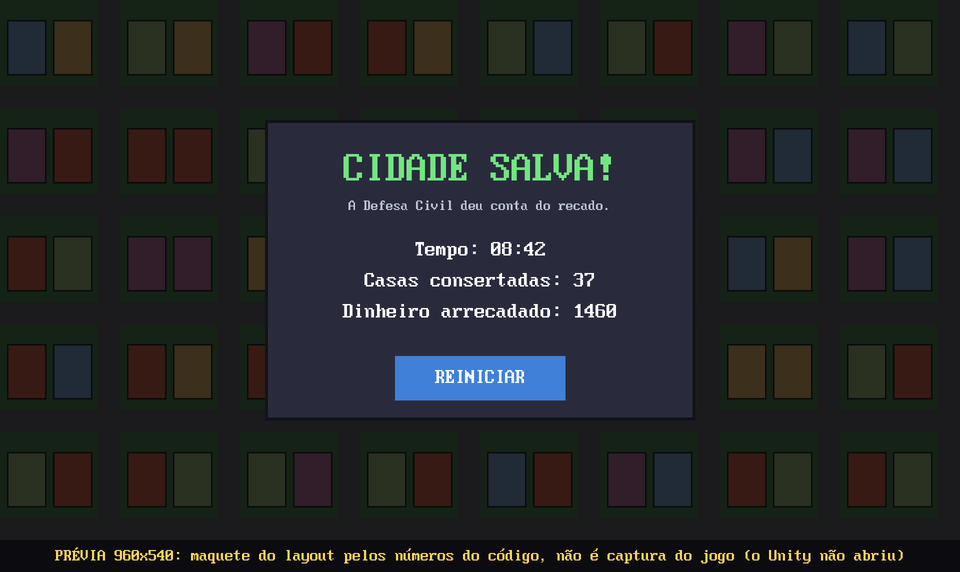 CIDADE SALVA!
A Defesa Civil deu conta do recado.
Tempo: 08:42
Casas consertadas: 37
Dinheiro arrecadado: 1460
REINICIAR
PRÉVIA 960x540: maquete do layout pelos números do código, não é captura do jogo (o Unity não abriu)